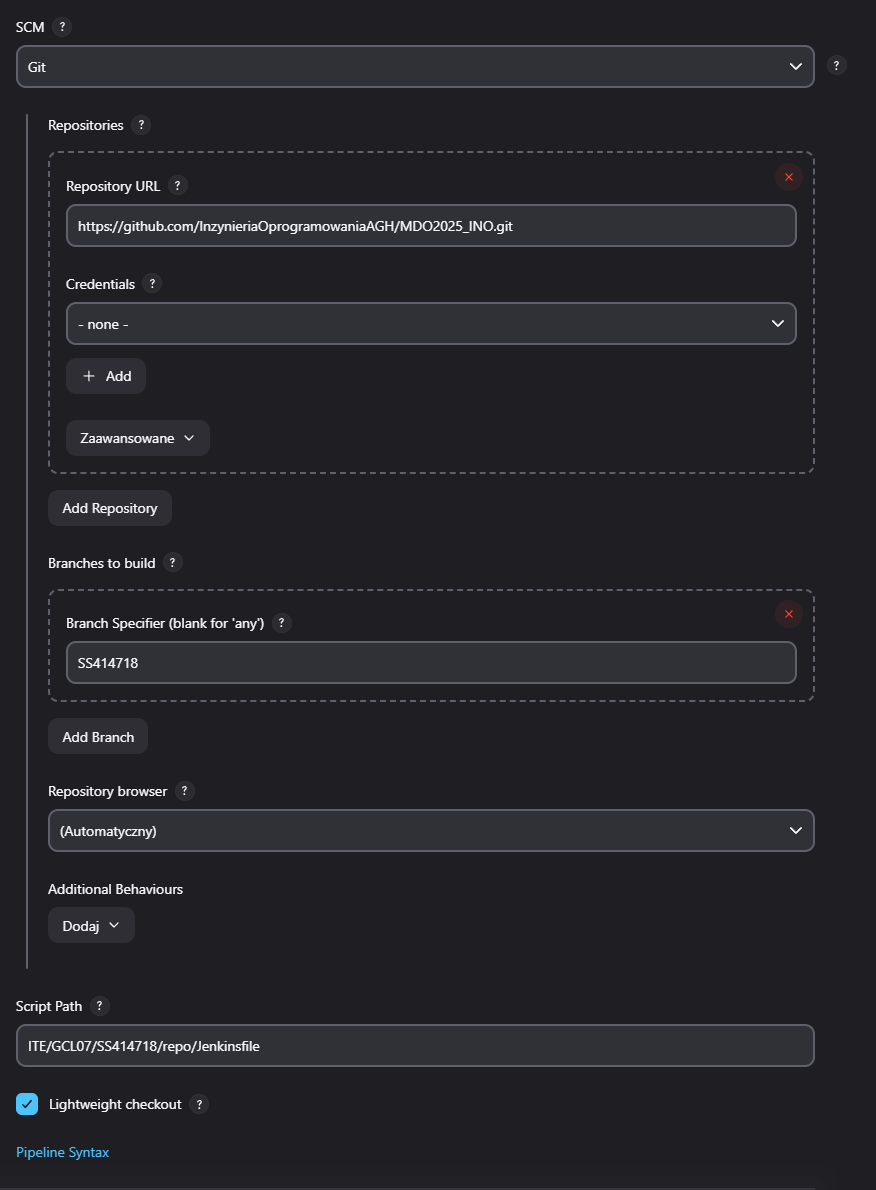 SCM ?
Git
?
Repositories ?
Repository URL ?
https://github.com/InzynieriaOprogramowaniaAGH/MDO2025_INO.git
Credentials ?
- none -
+ Add
Zaawansowane
Add Repository
Branches to build ?
Branch Specifier (blank for 'any') ?
SS414718
Add Branch
Repository browser ?
(Automatyczny)
Additional Behaviours
Dodaj
Script Path ?
ITE/GCL07/SS414718/repo/Jenkinsfile
Lightweight checkout ?
Pipeline Syntax